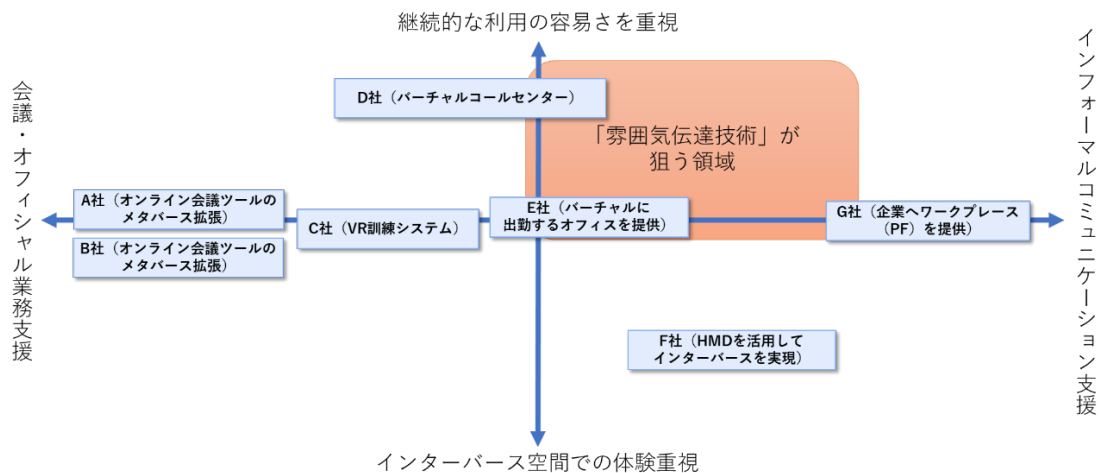 継続的な利用の容易さを重視
会議・オフィシャル業務支援
インフォーマルコミュニケーション支援
D社（バーチャルコールセンター）
「雰囲気伝達技術」が
狙う領域
A社（オンライン会議ツールの
メタバース拡張）
B社（オンライン会議ツールの
メタバース拡張）
C社（VR訓練システム）
E社（バーチャルに
出勤するオフィスを提供）
G社（企業へワークプレース
（PF）を提供）
F社（HMDを活用して
インターバースを実現）
インターバース空間での体験重視